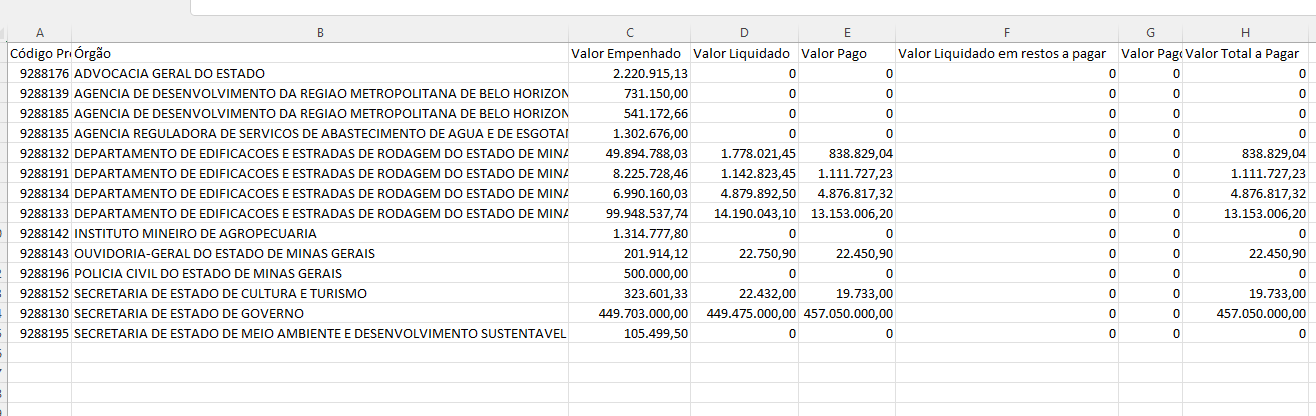 A B C D E F G H
Código Pr Órgão Valor Empenhado Valor Liquidado Valor Pago Valor Liquidado em restos a pagar Valor Pag Valor Total a Pagar
9288176 ADVOCACIA GERAL DO ESTADO 2.220.915,13 0 0 0 0 0
9288139 AGENCIA DE DESENVOLVIMENTO DA REGIAO METROPOLITANA DE BELO HORIZON 731.150,00 0 0 0 0 0
9288185 AGENCIA DE DESENVOLVIMENTO DA REGIAO METROPOLITANA DE BELO HORIZON 541.172,66 0 0 0 0 0
9288135 AGENCIA REGULADORA DE SERVICOS DE ABASTECIMENTO DE AGUA E DE ESGOTA 1.302.676,00 0 0 0 0 0
9288132 DEPARTAMENTO DE EDIFICACOES E ESTRADAS DE RODAGEM DO ESTADO DE MINA 49.894.788,03 1.778.021,45 838.829,04 0 0 838.829,04
9288191 DEPARTAMENTO DE EDIFICACOES E ESTRADAS DE RODAGEM DO ESTADO DE MINA 8.225.728,46 1.142.823,45 1.111.727,23 0 0 1.111.727,23
9288134 DEPARTAMENTO DE EDIFICACOES E ESTRADAS DE RODAGEM DO ESTADO DE MINA 6.990.160,03 4.879.892,50 4.876.817,32 0 0 4.876.817,32
9288133 DEPARTAMENTO DE EDIFICACOES E ESTRADAS DE RODAGEM DO ESTADO DE MINA 99.948.537,74 14.190.043,10 13.153.006,20 0 0 13.153.006,20
9288142 INSTITUTO MINEIRO DE AGROPECUARIA 1.314.777,80 0 0 0 0 0
9288143 OUVIDORIA-GERAL DO ESTADO DE MINAS GERAIS 201.914,12 22.750,90 22.450,90 0 0 22.450,90
9288196 POLICIA CIVIL DO ESTADO DE MINAS GERAIS 500.000,00 0 0 0 0 0
9288152 SECRETARIA DE ESTADO DE CULTURA E TURISMO 323.601,33 22.432,00 19.733,00 0 0 19.733,00
9288130 SECRETARIA DE ESTADO DE GOVERNO 449.703.000,00 449.475.000,00 457.050.000,00 0 0 457.050.000,00
9288195 SECRETARIA DE ESTADO DE MEIO AMBIENTE E DESENVOLVIMENTO SUSTENTAVEL 105.499,50 0 0 0 0 0